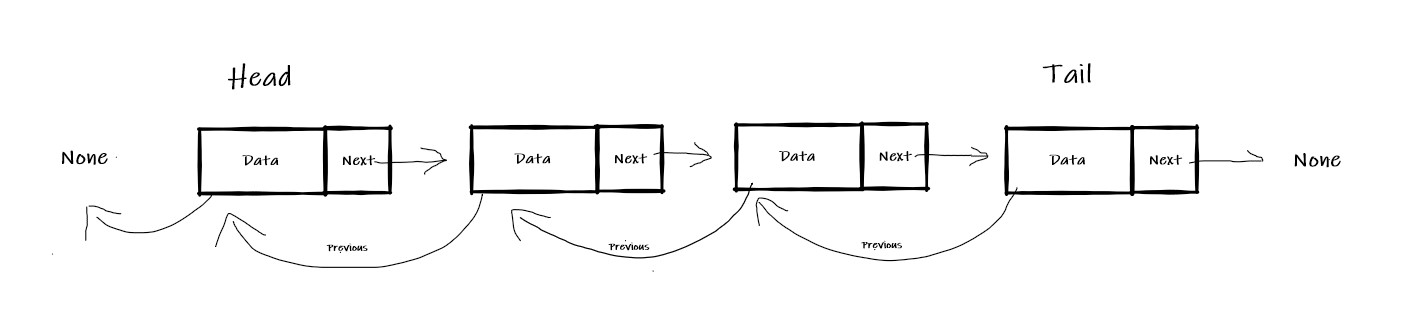 Head
Tail
None
Data
Next
Data
Next
Data
Next
Data
Next
None
Previous
Previous
Previous